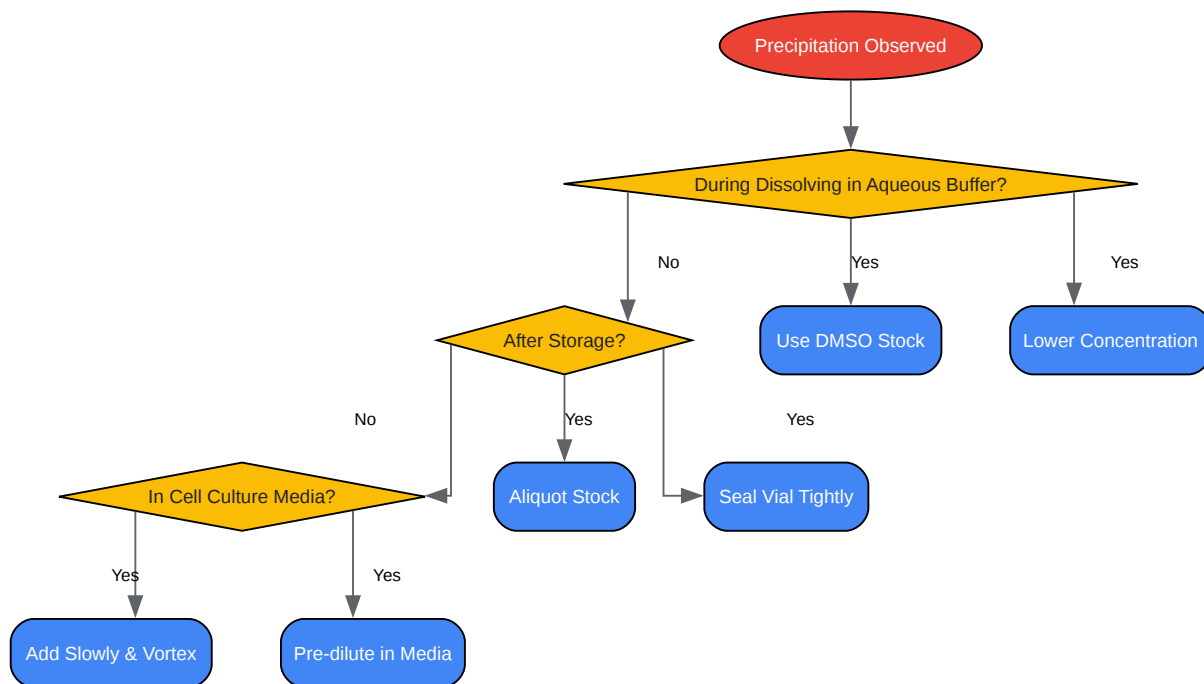 Precipitation Observed
During Dissolving in Aqueous Buffer?
No
Yes
Yes
After Storage?
Use DMSO Stock
Lower Concentration
No
Yes
Yes
In Cell Culture Media?
Aliquot Stock
Seal Vial Tightly
Yes
Yes
Add Slowly & Vortex
Pre-dilute in Media